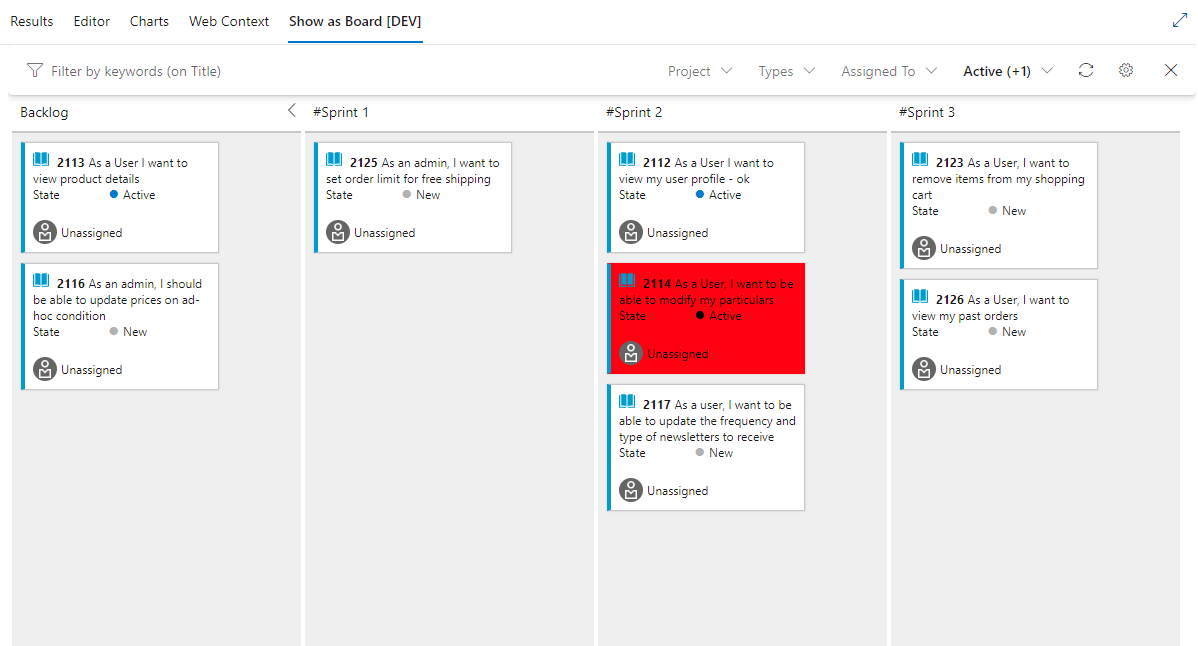 Results Editor Charts Web Context Show as Board [DEV]
Filter by keywords (on Title) Project Types Assigned To Active (+1)
Backlog
2113 As a User I want to
view product details
State Active
Unassigned
2116 As an admin, I should
be able to update prices on ad-
hoc condition
State New
Unassigned
#Sprint 1
2125 As an admin, I want to
set order limit for free shipping
State New
Unassigned
#Sprint 2
2112 As a User I want to
view my user profile - ok
State Active
Unassigned
2114 As a User, I want to be
able to modify my particulars
State Active
Unassigned
2117 As a user, I want to be
able to update the frequency and
type of newsletters to receive
State New
Unassigned
#Sprint 3
2123 As a User, I want to
remove items from my shopping
cart
State New
Unassigned
2126 As a User, I want to
view my past orders
State New
Unassigned